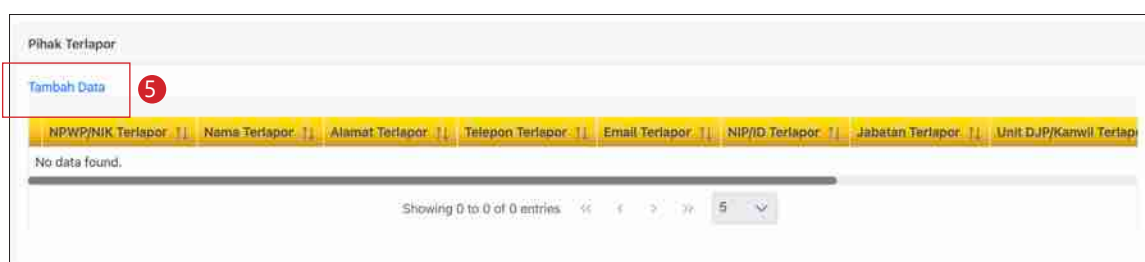 Pihak Terlapor
Tambah Data
5
NPWP/NIK Terlapor Nama Terlapor Alamat Terlapor Telepon Terlapor Email Terlapor NIP/ID Terlapor Jabatan Terlapor Unit DJP/Kanwil Terlap
No data found.
Showing 0 to 0 of 0 entries << < > >> 5